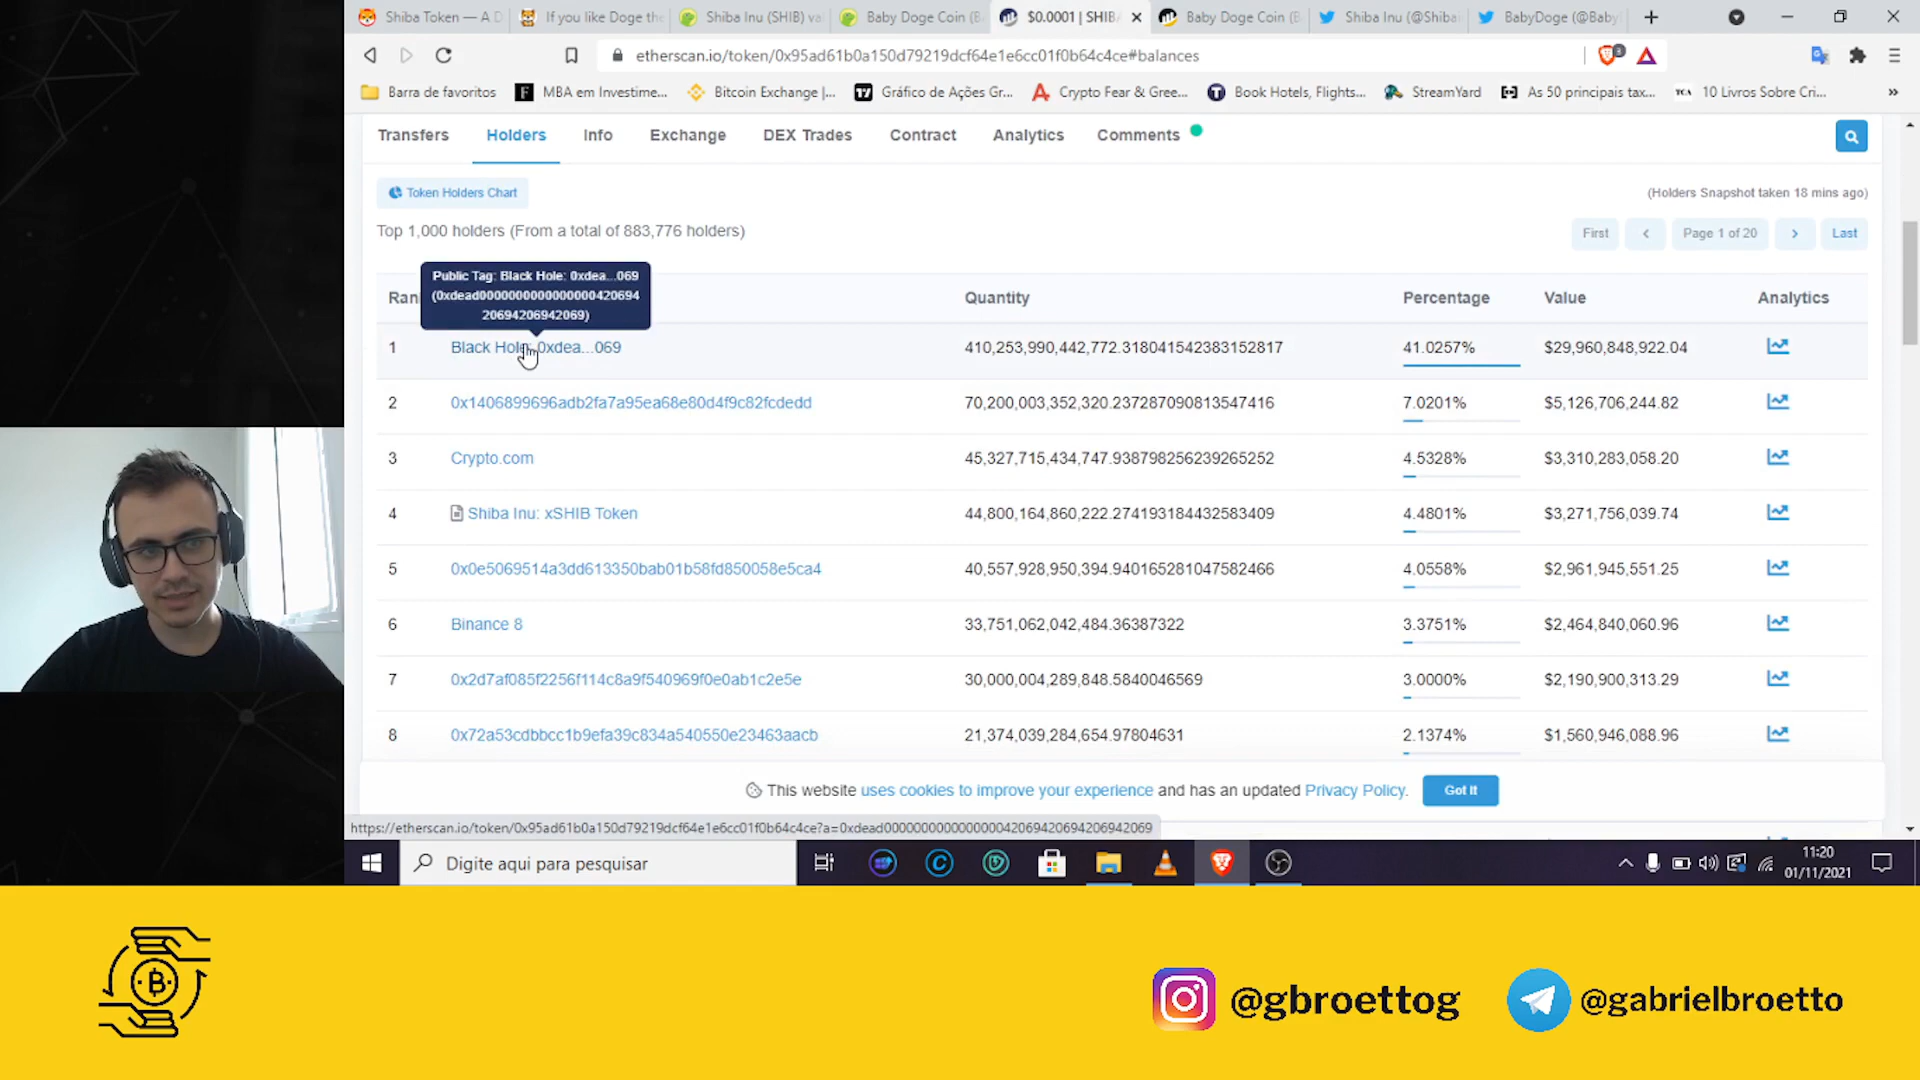 Shiba Token — A D
If you like Doge the
Shiba Inu (SHIB) va
Baby Doge Coin (B
$0.0001 | SHIB
Baby Doge Coin (B
Shiba Inu (@Shiba
BabyDoge (@Baby
etherscan.io/token/0x95ad61b0a150d79219dcf64e1e6cc01f0b64c4ce#balances
Barra de favoritos
MBA em Investime...
Bitcoin Exchange |...
Gráfico de Ações Gr...
Crypto Fear & Gree...
Book Hotels, Flights...
StreamYard
As 50 principais tax...
10 Livros Sobre Cri...
Transfers Holders Info Exchange DEX Trades Contract Analytics Comments
Token Holders Chart
(Holders Snapshot taken 18 mins ago)
Top 1,000 holders (From a total of 883,776 holders)
First < Page 1 of 20 > Last
Public Tag: Black Hole: 0xdea...069
(0xdead000000000000000042069420694206942069)
Ran Quantity Percentage Value Analytics
1 Black Hole: 0xdea...069 410,253,990,442,772.318041542383152817 41.0257% $29,960,848,922.04
2 0x1406899696adb2fa7a95ea68e80d4f9c82fcdedd 70,200,003,352,320.237287090813547416 7.0201% $5,126,706,244.82
3 Crypto.com 45,327,715,434,747.938798256239265252 4.5328% $3,310,283,058.20
4 Shiba Inu: xSHIB Token 44,800,164,860,222.274193184432583409 4.4801% $3,271,756,039.74
5 0x0e5069514a3dd613350bab01b58fd850058e5ca4 40,557,928,950,394.940165281047582466 4.0558% $2,961,945,551.25
6 Binance 8 33,751,062,042,484.36387322 3.3751% $2,464,840,060.96
7 0x2d7af085f2256f114c8a9f540969f0e0ab1c2e5e 30,000,004,289,848.5840046569 3.0000% $2,190,900,313.29
8 0x72a53cdbbcc1b9efa39c834a540550e23463aacb 21,374,039,284,654.97804631 2.1374% $1,560,946,088.96
This website uses cookies to improve your experience and has an updated Privacy Policy. Got It
https://etherscan.io/token/0x95ad61b0a150d79219dcf64e1e6cc01f0b64c4ce?a=0xdead000000000000000042069420694206942069
Digite aqui para pesquisar
11:20
01/11/2021
@gbroettog
@gabrielbroetto